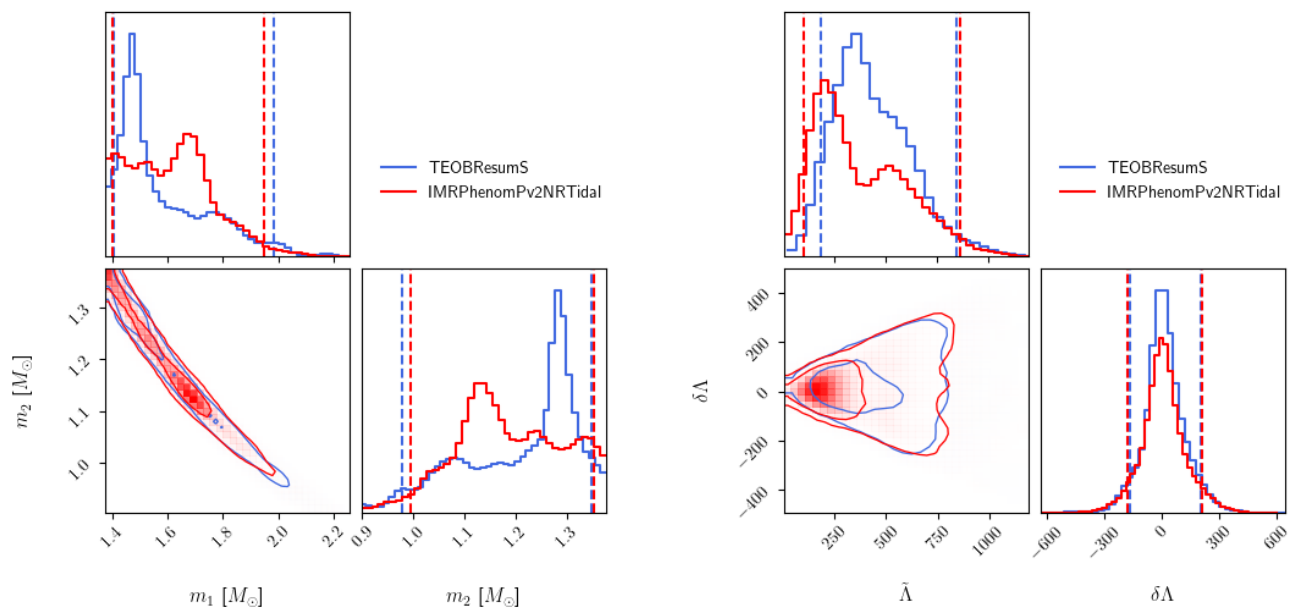 TEOBResumS
IMRPhenomPv2NRTidal
1.3
1.2
1.1
1.0
m₂ [M⊙]
1.4
1.6
1.8
2.0
2.2
m₁ [M⊙]
0.9
1.0
1.1
1.2
1.3
m₂ [M⊙]
TEOBResumS
IMRPhenomPv2NRTidal
400
200
0
−200
−400
δΛ
250
500
750
1000
Λ̃
−600
−300
0
300
600
δΛ